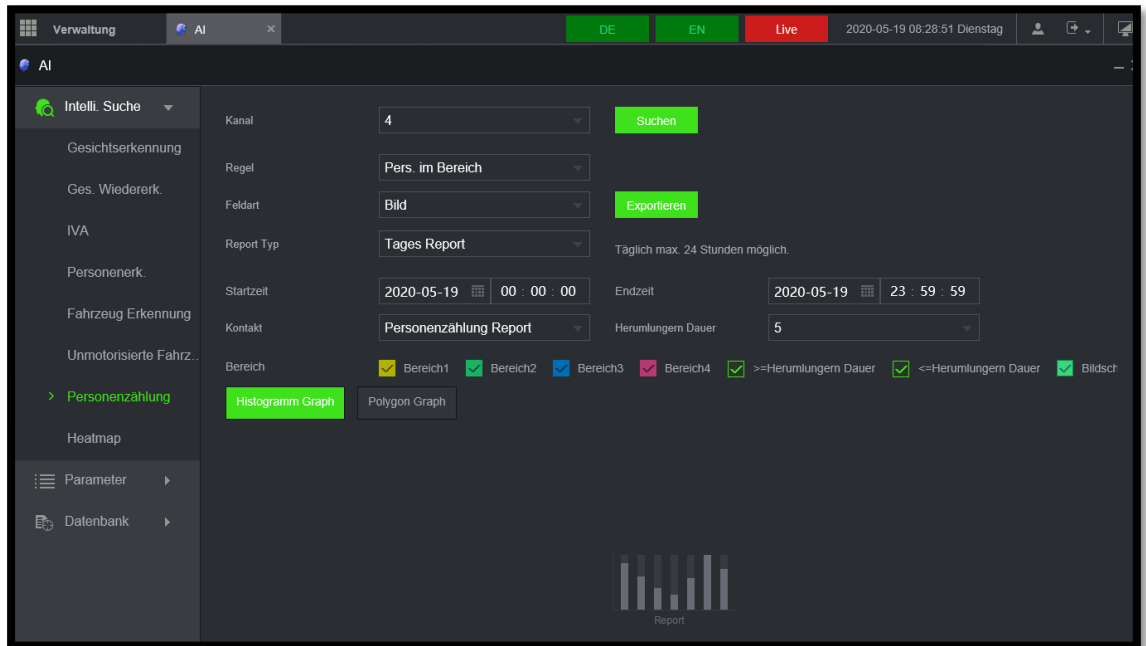 Verwaltung AI × DE EN Live 2020-05-19 08:28:51 Dienstag
AI
Intelli. Suche
Gesichtserkennung
Ges. Wiedererk.
IVA
Personenerk.
Fahrzeug Erkennung
Unmotorisierte Fahrz..
> Personenzählung
Heatmap
Parameter
Datenbank
Kanal 4 Suchen
Regel Pers. im Bereich
Feldart Bild Exportieren
Report Typ Tages Report Täglich max. 24 Stunden möglich.
Startzeit 2020-05-19 00 : 00 : 00 Endzeit 2020-05-19 23 : 59 : 59
Kontakt Personenzählung Report Herumlungern Dauer 5
Bereich Bereich1 Bereich2 Bereich3 Bereich4 >=Herumlungern Dauer <=Herumlungern Dauer Bildsch
Histogramm Graph Polygon Graph
Report